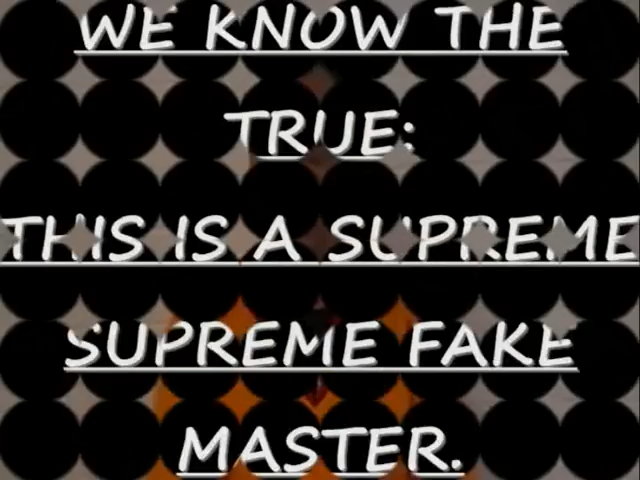 WE KNOW THE
TRUE:
THIS IS A SUPREME
SUPREME FAKE
MASTER.